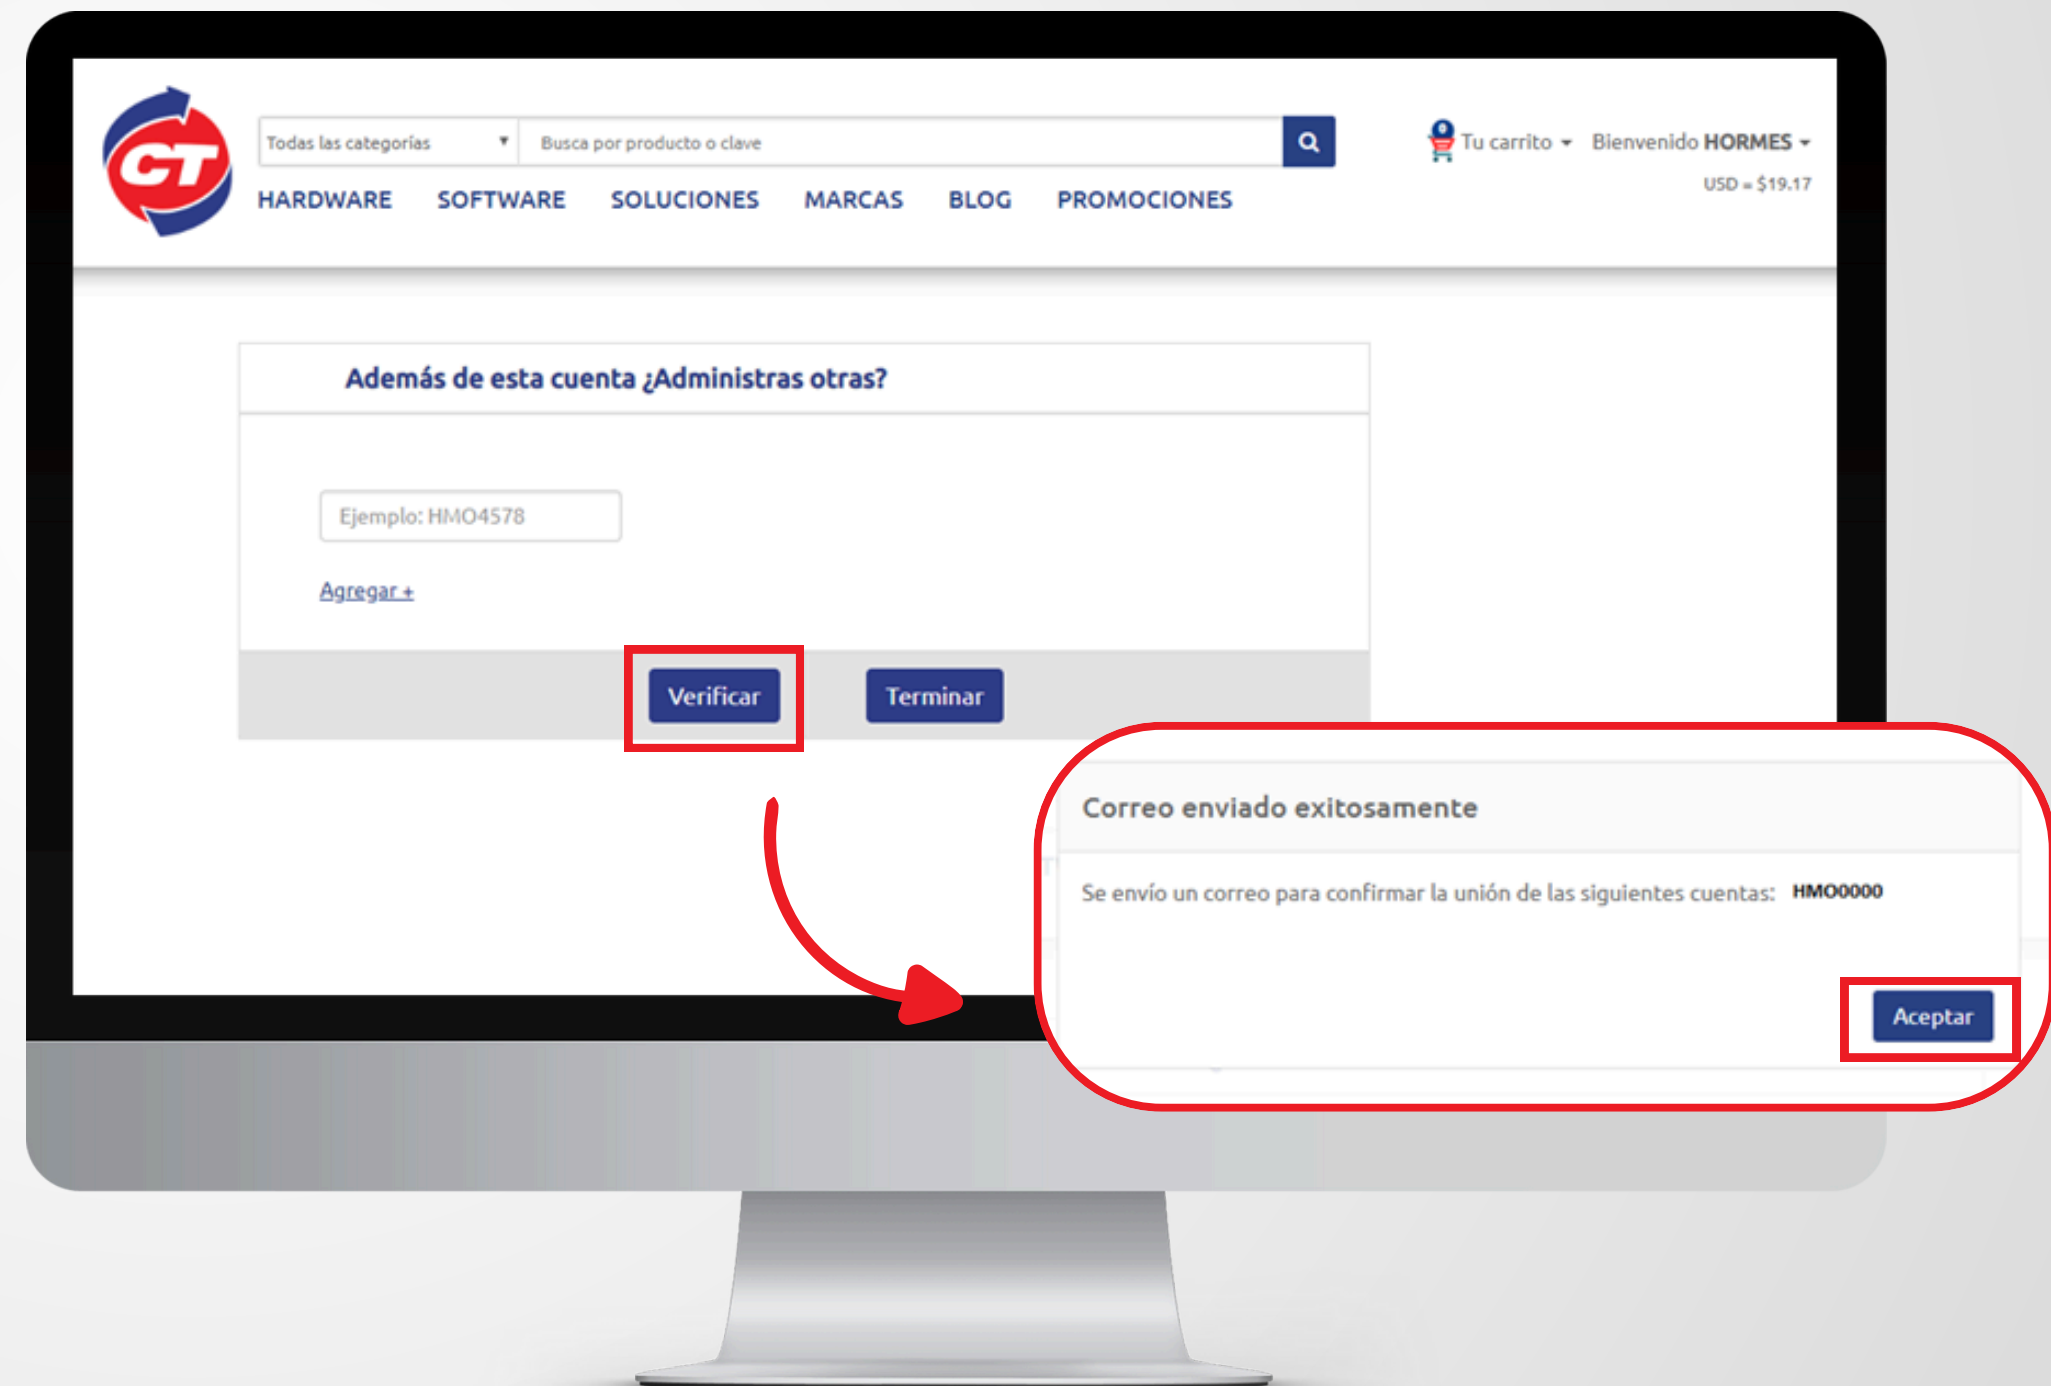 CT
Todas las categorías
Busca por producto o clave
0
Tu carrito
Bienvenido HORMES
USD = $19.17
HARDWARE SOFTWARE SOLUCIONES MARCAS BLOG PROMOCIONES
Además de esta cuenta ¿Administras otras?
Ejemplo: HMO4578
Agregar +
Verificar
Terminar
Correo enviado exitosamente
Se envío un correo para confirmar la unión de las siguientes cuentas: HMO0000
Aceptar